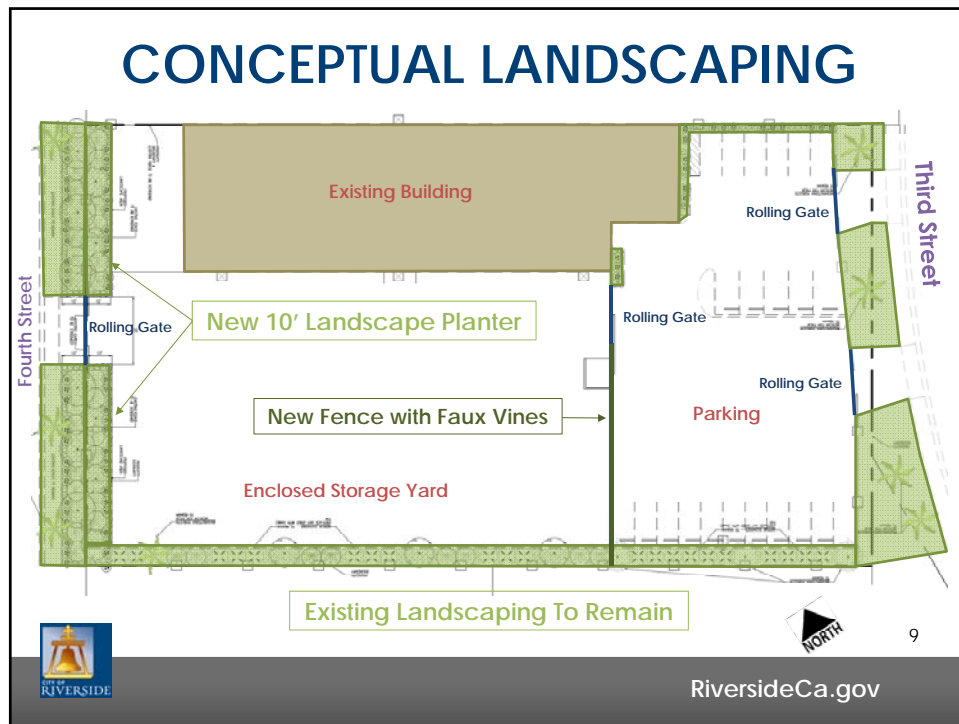 CONCEPTUAL LANDSCAPING
Existing Building
Rolling Gate
Third Street
Fourth Street
Rolling Gate
New 10' Landscape Planter
Rolling Gate
Rolling Gate
New Fence with Faux Vines
Parking
Enclosed Storage Yard
Existing Landscaping To Remain
NORTH
9
CITY OF
RIVERSIDE
RiversideCa.gov